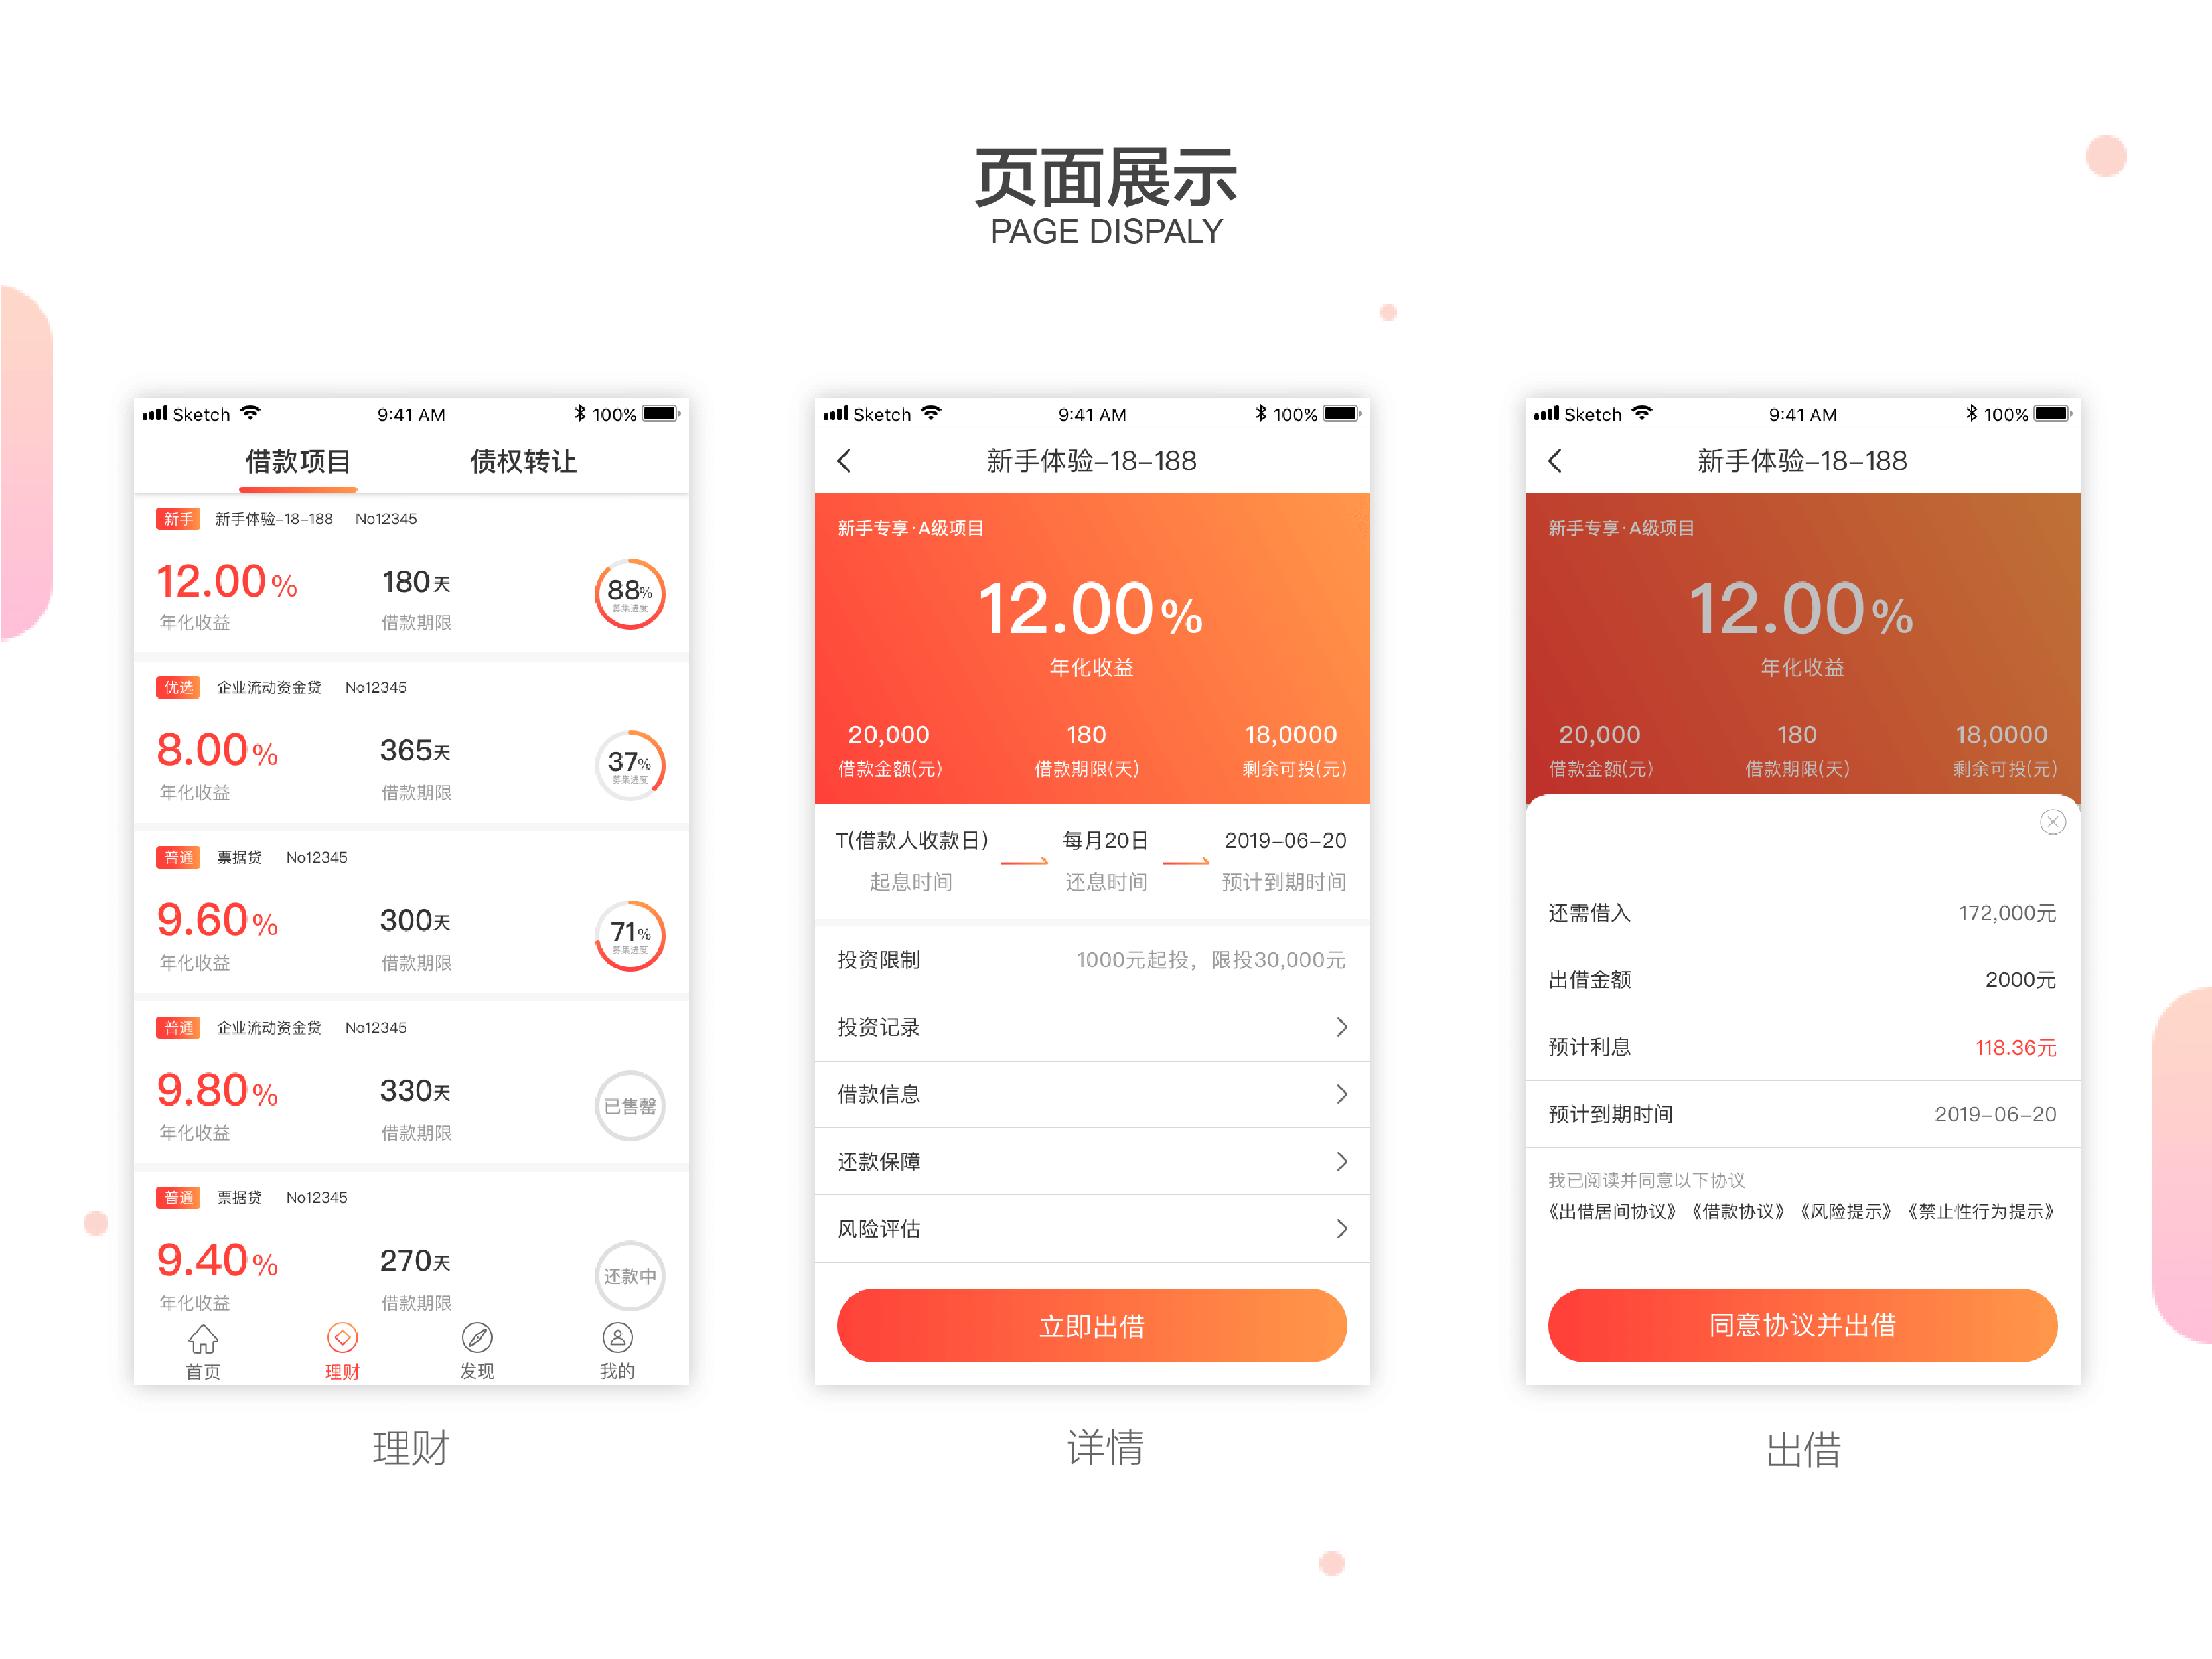 页面展示
PAGE DISPALY
Sketch 9:41 AM 100%
借款项目 债权转让
新手 新手体验-18-188 No12345
12.00% 180天 88%
募集进度
年化收益 借款期限
优选 企业流动资金贷 No12345
8.00% 365天 37%
募集进度
年化收益 借款期限
普通 票据贷 No12345
9.60% 300天 71%
募集进度
年化收益 借款期限
普通 企业流动资金贷 No12345
9.80% 330天 已售罄
年化收益 借款期限
普通 票据贷 No12345
9.40% 270天 还款中
年化收益 借款期限
首页 理财 发现 我的
理财
Sketch 9:41 AM 100%
新手体验-18-188
新手专享·A级项目
12.00%
年化收益
20,000 180 18,0000
借款金额(元) 借款期限(天) 剩余可投(元)
T(借款人收款日) 每月20日 2019-06-20
起息时间 还息时间 预计到期时间
投资限制 1000元起投，限投30,000元
投资记录
借款信息
还款保障
风险评估
立即出借
详情
Sketch 9:41 AM 100%
新手体验-18-188
新手专享·A级项目
12.00%
年化收益
20,000 180 18,0000
借款金额(元) 借款期限(天) 剩余可投(元)
还需借入 172,000元
出借金额 2000元
预计利息 118.36元
预计到期时间 2019-06-20
我已阅读并同意以下协议
《出借居间协议》《借款协议》《风险提示》《禁止性行为提示》
同意协议并出借
出借